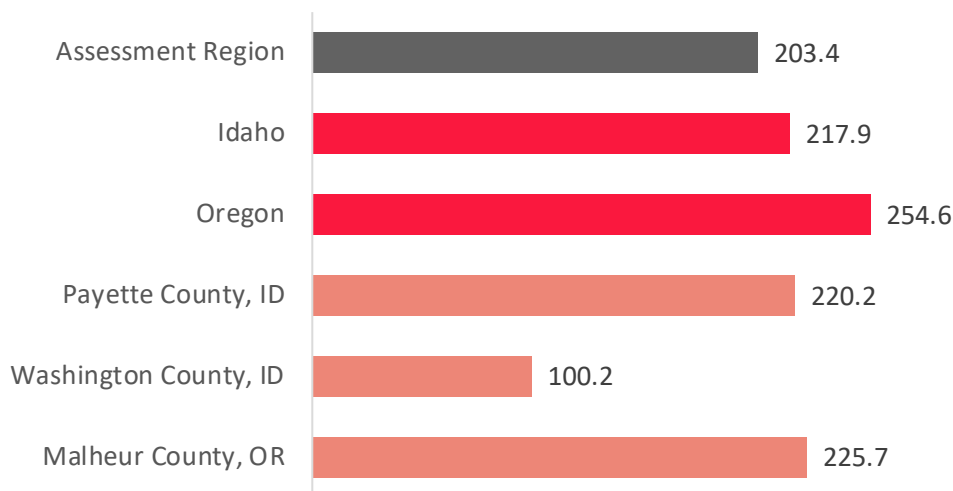 Assessment Region 203.4
Idaho 217.9
Oregon 254.6
Payette County, ID 220.2
Washington County, ID 100.2
Malheur County, OR 225.7